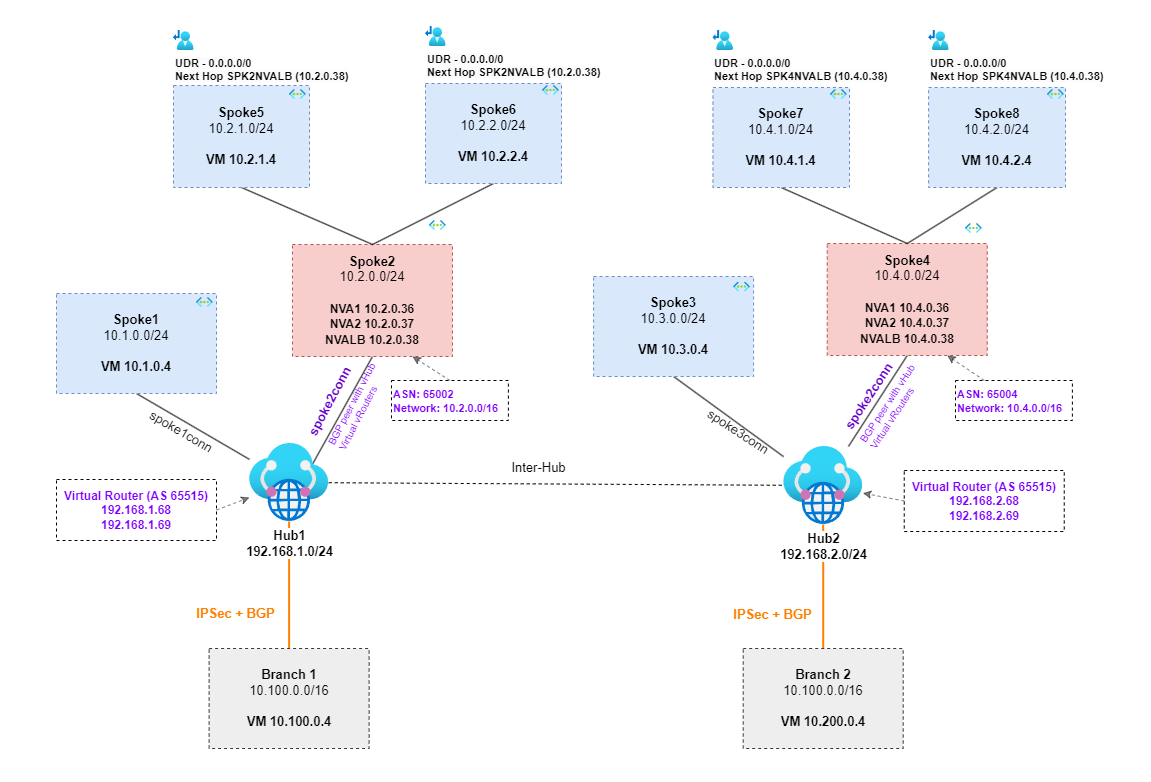 UDR - 0.0.0.0/0
Next Hop SPK2NVALB (10.2.0.38)
UDR - 0.0.0.0/0
Next Hop SPK2NVALB (10.2.0.38)
UDR - 0.0.0.0/0
Next Hop SPK4NVALB (10.4.0.38)
UDR - 0.0.0.0/0
Next Hop SPK4NVALB (10.4.0.38)
Spoke5
10.2.1.0/24
VM 10.2.1.4
Spoke6
10.2.2.0/24
VM 10.2.2.4
Spoke7
10.4.1.0/24
VM 10.4.1.4
Spoke8
10.4.2.0/24
VM 10.4.2.4
Spoke2
10.2.0.0/24
NVA1 10.2.0.36
NVA2 10.2.0.37
NVALB 10.2.0.38
Spoke4
10.4.0.0/24
NVA1 10.4.0.36
NVA2 10.4.0.37
NVALB 10.4.0.38
Spoke1
10.1.0.0/24
VM 10.1.0.4
Spoke3
10.3.0.0/24
VM 10.3.0.4
spoke1conn
spoke2conn
BGP peer with vHub
Virtual vRouters
ASN: 65002
Network: 10.2.0.0/16
spoke3conn
spoke2conn
BGP peer with vHub
Virtual vRouters
ASN: 65004
Network: 10.4.0.0/16
Inter-Hub
Virtual Router (AS 65515)
192.168.1.68
192.168.1.69
Virtual Router (AS 65515)
192.168.2.68
192.168.2.69
Hub1
192.168.1.0/24
Hub2
192.168.2.0/24
IPSec + BGP
IPSec + BGP
Branch 1
10.100.0.0/16
VM 10.100.0.4
Branch 2
10.100.0.0/16
VM 10.200.0.4